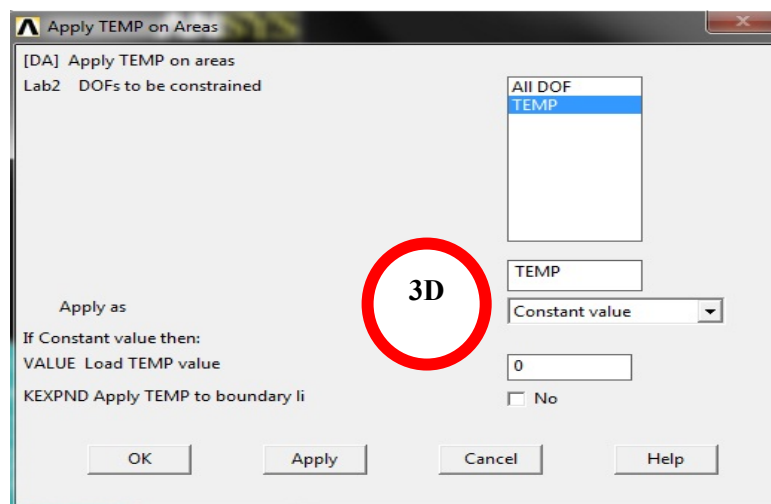 Apply TEMP on Areas
[DA] Apply TEMP on areas
Lab2 DOFs to be constrained
All DOF
TEMP
TEMP
3D
Apply as
Constant value
If Constant value then:
VALUE Load TEMP value
0
KEXPND Apply TEMP to boundary li
No
OK
Apply
Cancel
Help